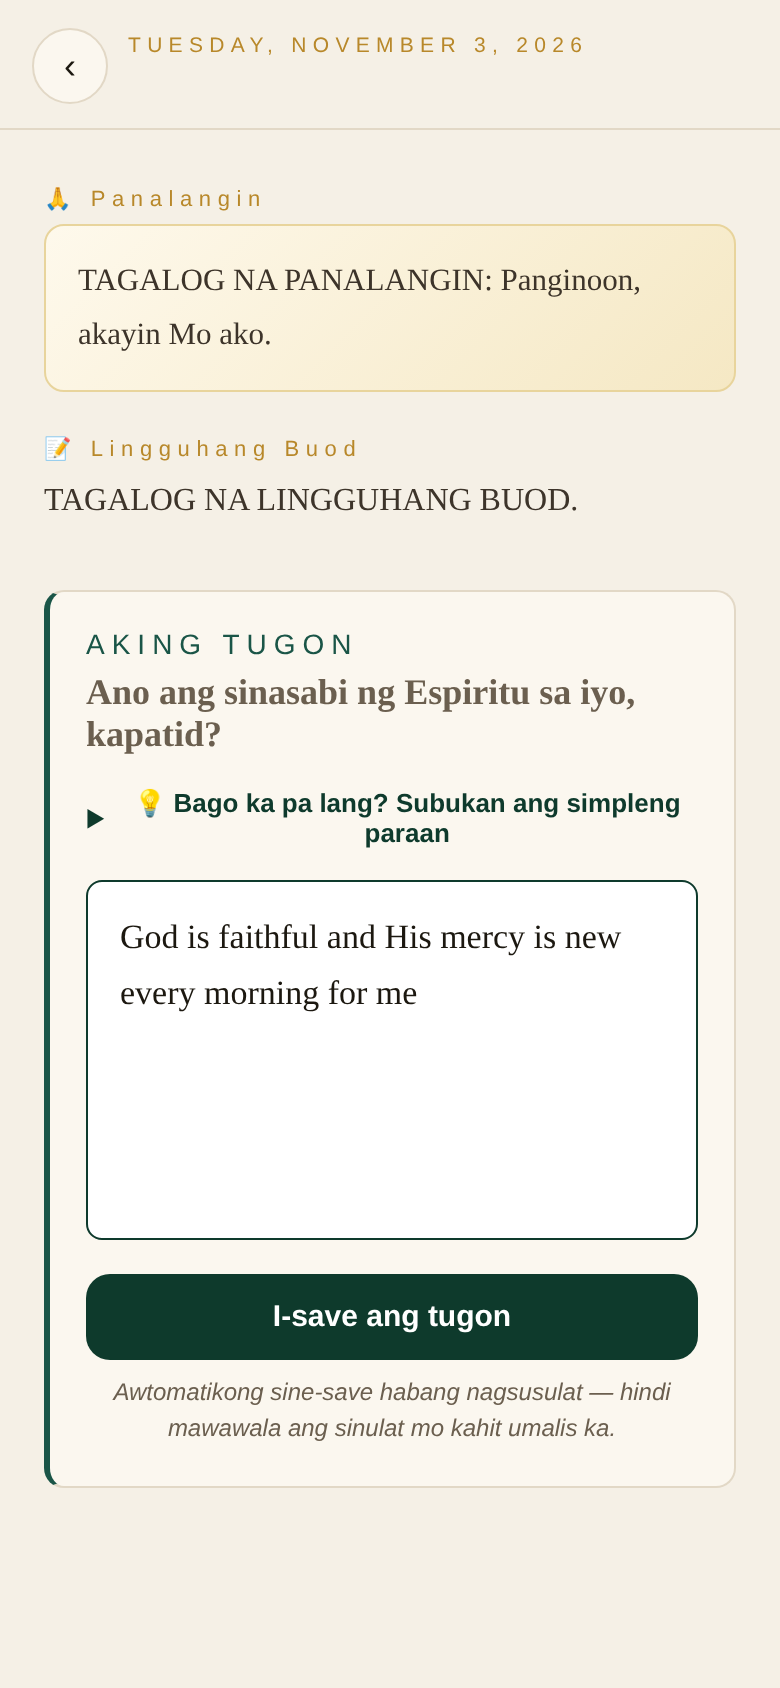 TUESDAY, NOVEMBER 3, 2026
🙏 Panalangin
TAGALOG NA PANALANGIN: Panginoon,
akayin Mo ako.
📝 Lingguhang Buod
TAGALOG NA LINGGUHANG BUOD.
AKING TUGON
Ano ang sinasabi ng Espiritu sa iyo,
kapatid?
💡 Bago ka pa lang? Subukan ang simpleng
paraan
God is faithful and His mercy is new
every morning for me
I-save ang tugon
Awtomatikong sine-save habang nagsusulat — hindi
mawawala ang sinulat mo kahit umalis ka.